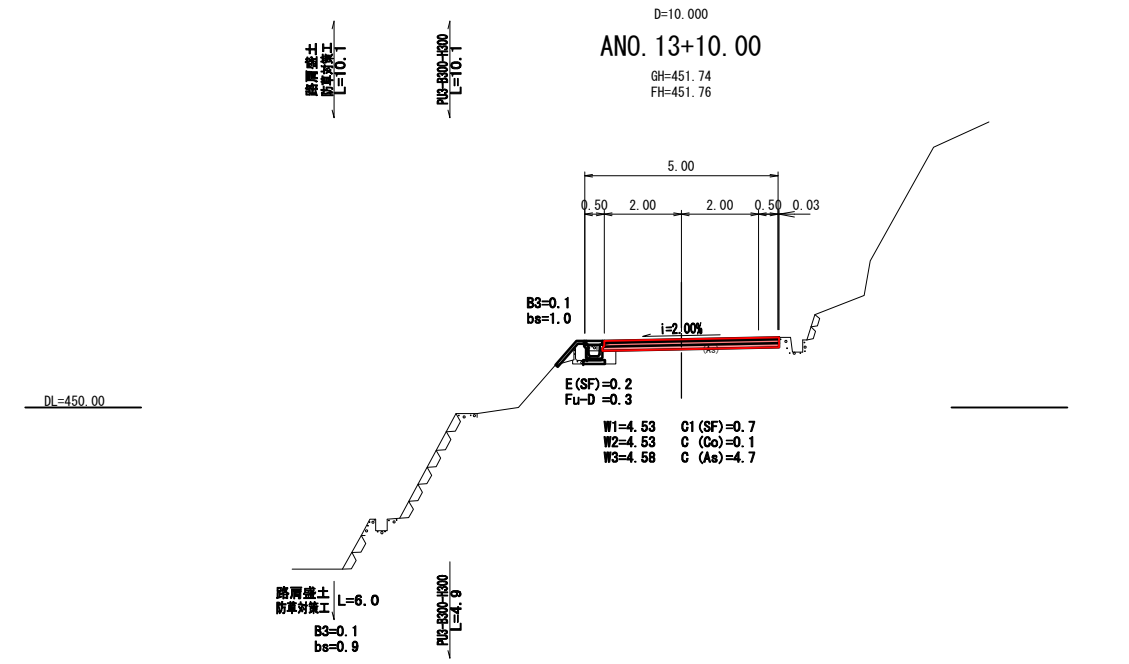 D=10.000
ANO. 13+10.00
GH=451.74
FH=451.76
路肩盛土
防草対策工
L=10.1
PU3-B300-H300
L=10.1
5.00
0.50 2.00 2.00 0.50 0.03
B3=0.1
bs=1.0
i=2.00%
(As)
DL=450.00
E(SF)=0.2
Fu-D =0.3
W1=4.53 C1(SF)=0.7
W2=4.53 C (Co)=0.1
W3=4.58 C (As)=4.7
路肩盛土
防草対策工
L=6.0
B3=0.1
bs=0.9
PU3-B300-H300
L=4.9